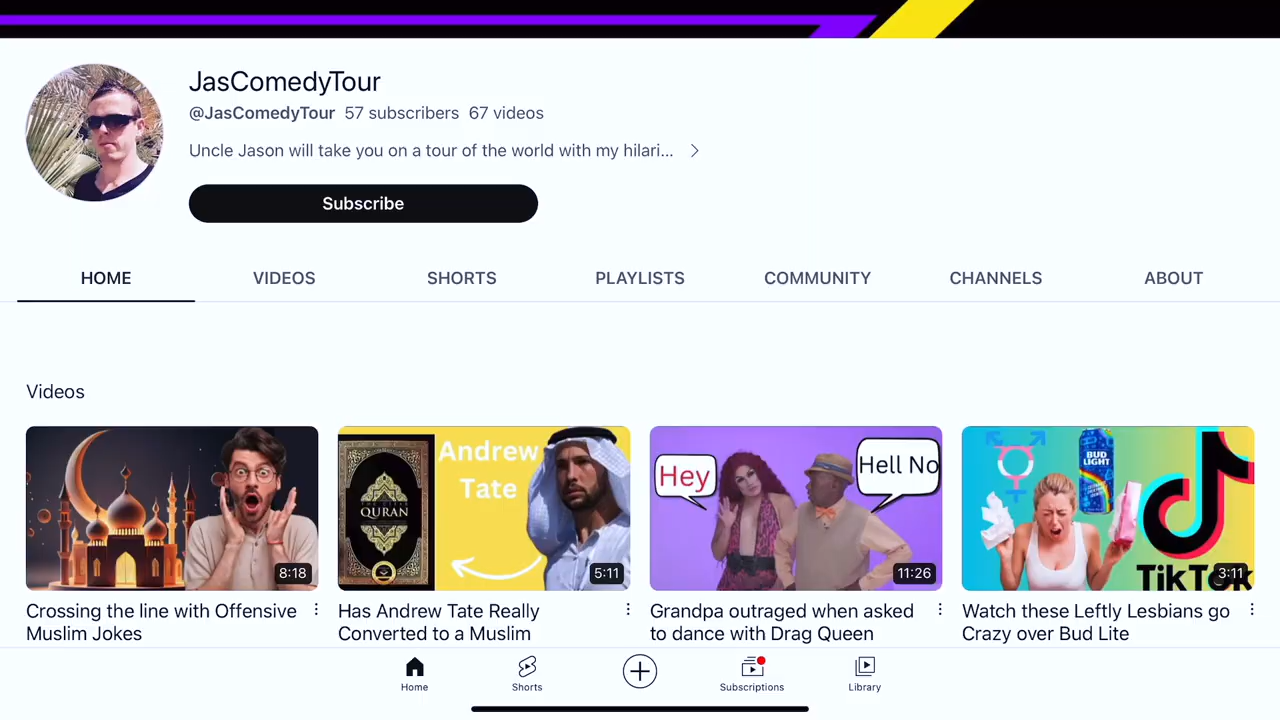 JasComedyTour
@JasComedyTour 57 subscribers 67 videos
Uncle Jason will take you on a tour of the world with my hilari...
Subscribe
HOME VIDEOS SHORTS PLAYLISTS COMMUNITY CHANNELS ABOUT
Videos
8:18
QURAN
Andrew
Tate
5:11
Hey
Hell No
11:26
BUD
LIGHT
TikTok
3:11
Crossing the line with Offensive
Muslim Jokes
Has Andrew Tate Really
Converted to a Muslim
Grandpa outraged when asked
to dance with Drag Queen
Watch these Leftly Lesbians go
Crazy over Bud Lite
Home Shorts Subscriptions Library